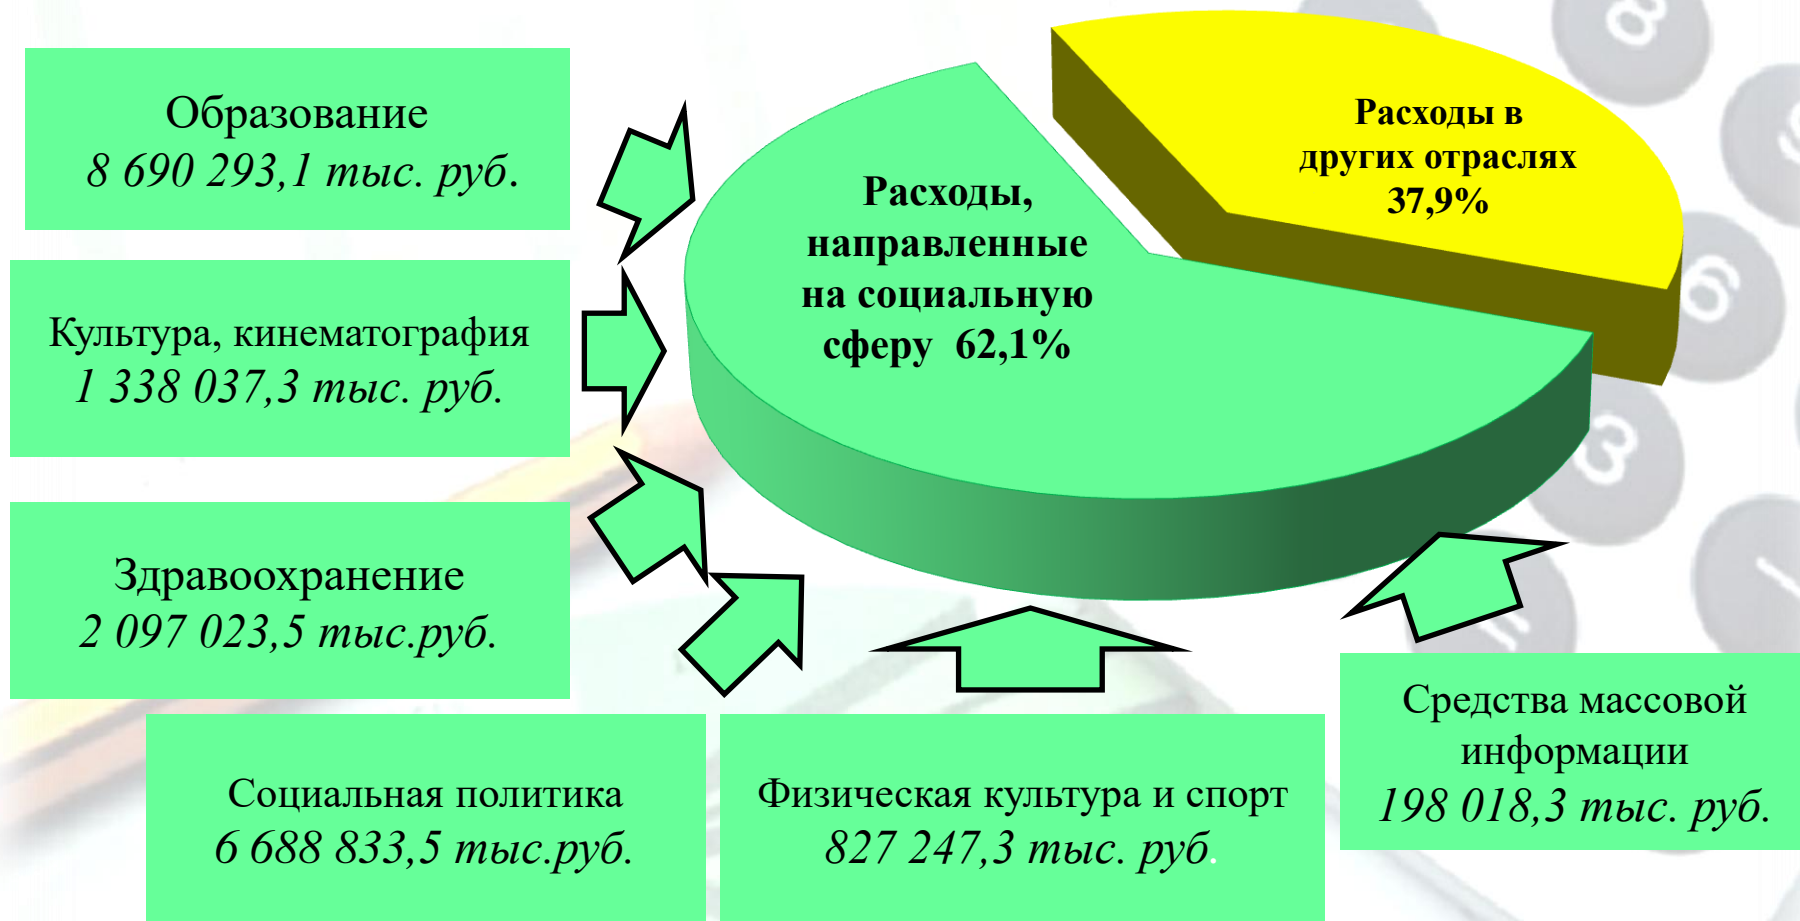 Образование
8 690 293,1 тыс. руб.
Культура, кинематография
1 338 037,3 тыс. руб.
Здравоохранение
2 097 023,5 тыс.руб.
Социальная политика
6 688 833,5 тыс.руб.
Физическая культура и спорт
827 247,3 тыс. руб.
Средства массовой
информации
198 018,3 тыс. руб.
Расходы,
направленные
на социальную
сферу 62,1%
Расходы в
других отраслях
37,9%
8
6
3